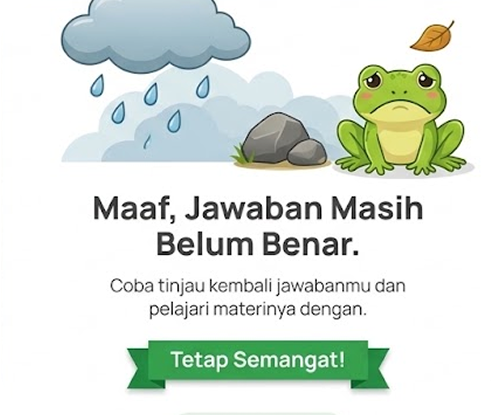 Maaf, Jawaban Masih
Belum Benar.
Coba tinjau kembali jawabanmu dan
pelajari materinya dengan.
Tetap Semangat!